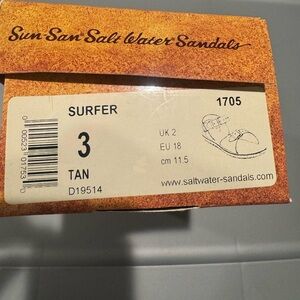 Sun-San Salt Water Sandals
SURFER
1705
3
UK 2
EU 18
cm 11.5
TAN
D19514
www.saltwater-sandals.com